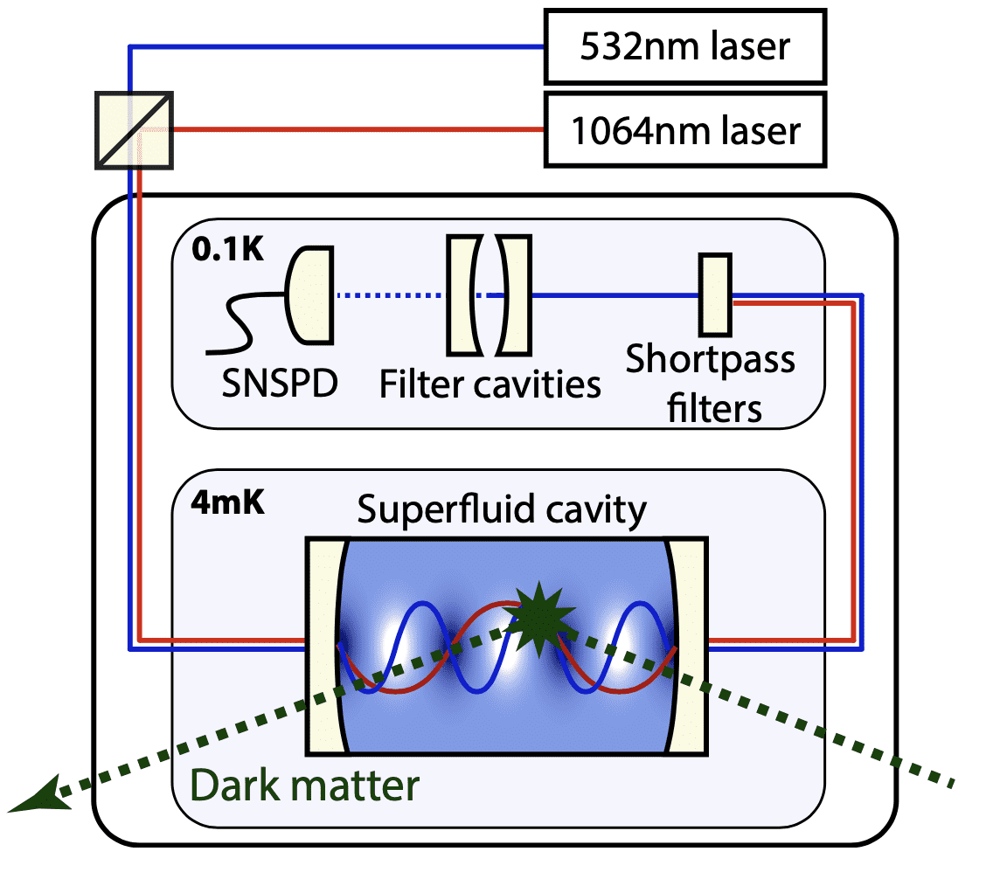 532nm laser
1064nm laser
0.1K
SNSPD
Filter cavities
Shortpass
filters
4mK
Superfluid cavity
Dark matter